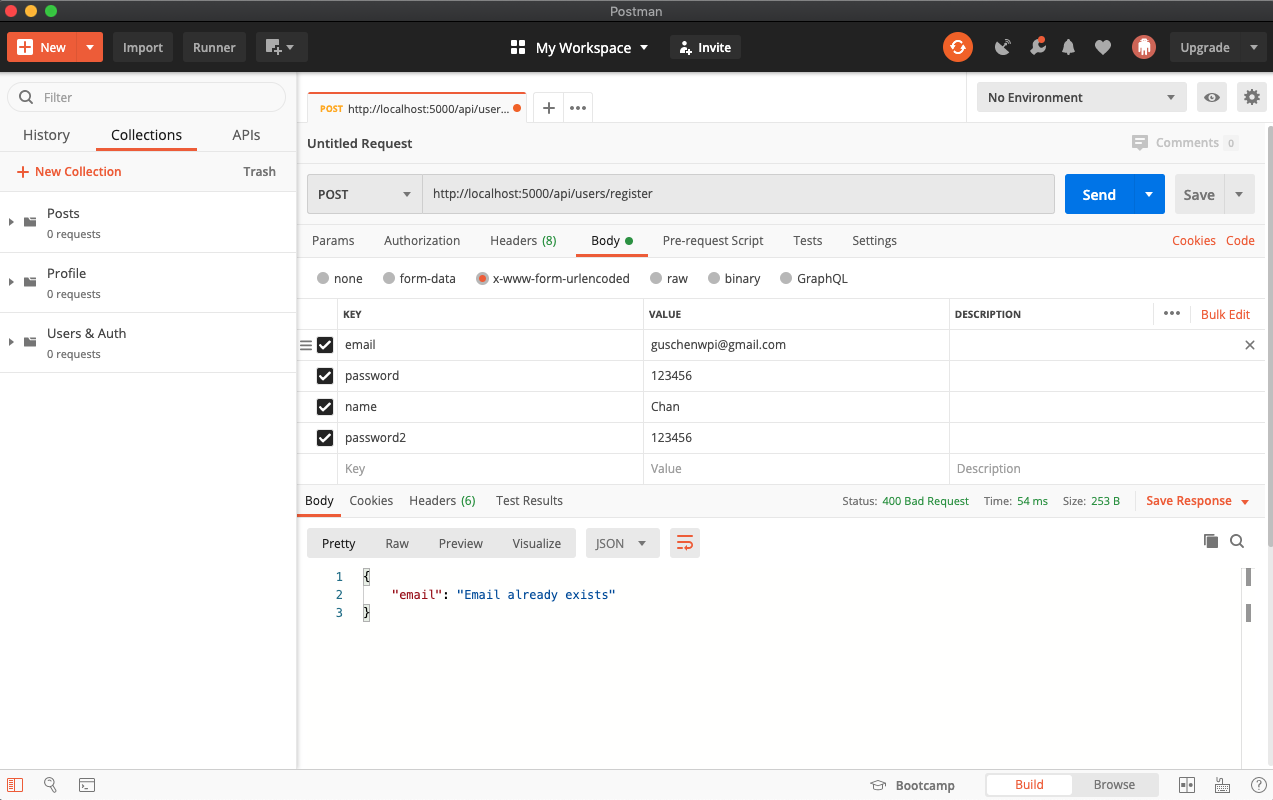 Postman
New
Import
Runner
My Workspace
Invite
Upgrade
Filter
History
Collections
APIs
New Collection
Trash
Posts
0 requests
Profile
0 requests
Users & Auth
0 requests
POST http://localhost:5000/api/user...
No Environment
Untitled Request
Comments 0
POST
http://localhost:5000/api/users/register
Send
Save
Params
Authorization
Headers (8)
Body
Pre-request Script
Tests
Settings
Cookies
Code
none
form-data
x-www-form-urlencoded
raw
binary
GraphQL
KEY VALUE DESCRIPTION
Bulk Edit
email guschenwpi@gmail.com
password 123456
name Chan
password2 123456
Key Value Description
Body
Cookies
Headers (6)
Test Results
Status: 400 Bad Request
Time: 54 ms
Size: 253 B
Save Response
Pretty
Raw
Preview
Visualize
JSON
1 {
2 "email": "Email already exists"
3 }
Bootcamp
Build
Browse